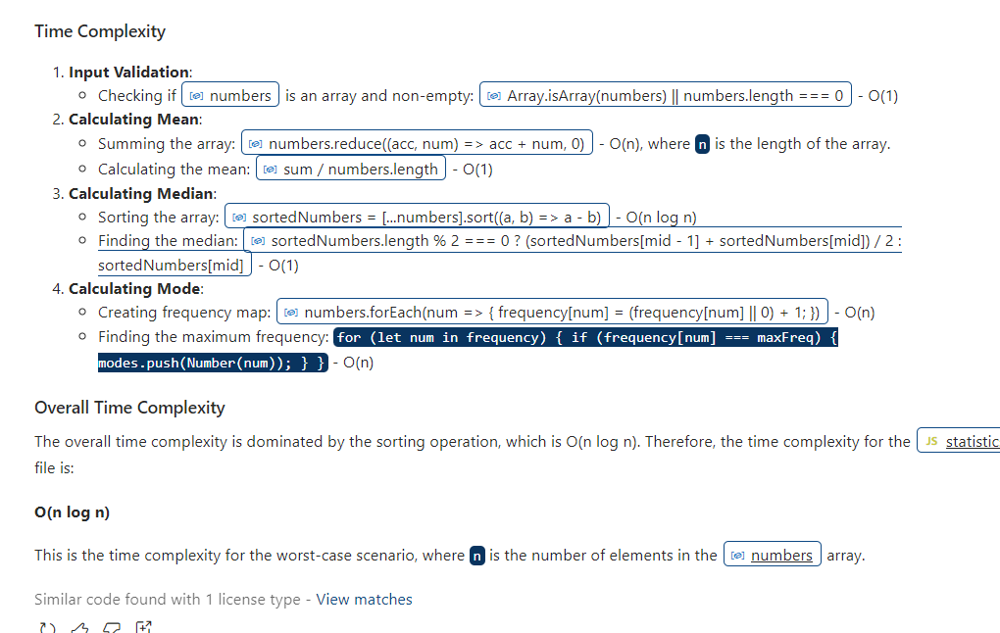 Time Complexity
1. Input Validation:
Checking if numbers is an array and non-empty: Array.isArray(numbers) || numbers.length === 0 - O(1)
2. Calculating Mean:
Summing the array: numbers.reduce((acc, num) => acc + num, 0) - O(n), where n is the length of the array.
Calculating the mean: sum / numbers.length - O(1)
3. Calculating Median:
Sorting the array: sortedNumbers = [...numbers].sort((a, b) => a - b) - O(n log n)
Finding the median: sortedNumbers.length % 2 === 0 ? (sortedNumbers[mid - 1] + sortedNumbers[mid]) / 2 :
sortedNumbers[mid] - O(1)
4. Calculating Mode:
Creating frequency map: numbers.forEach(num => { frequency[num] = (frequency[num] || 0) + 1; }) - O(n)
Finding the maximum frequency: for (let num in frequency) { if (frequency[num] === maxFreq) {
modes.push(Number(num)); } } - O(n)
Overall Time Complexity
The overall time complexity is dominated by the sorting operation, which is O(n log n). Therefore, the time complexity for the JS statistic
file is:
O(n log n)
This is the time complexity for the worst-case scenario, where n is the number of elements in the numbers array.
Similar code found with 1 license type - View matches